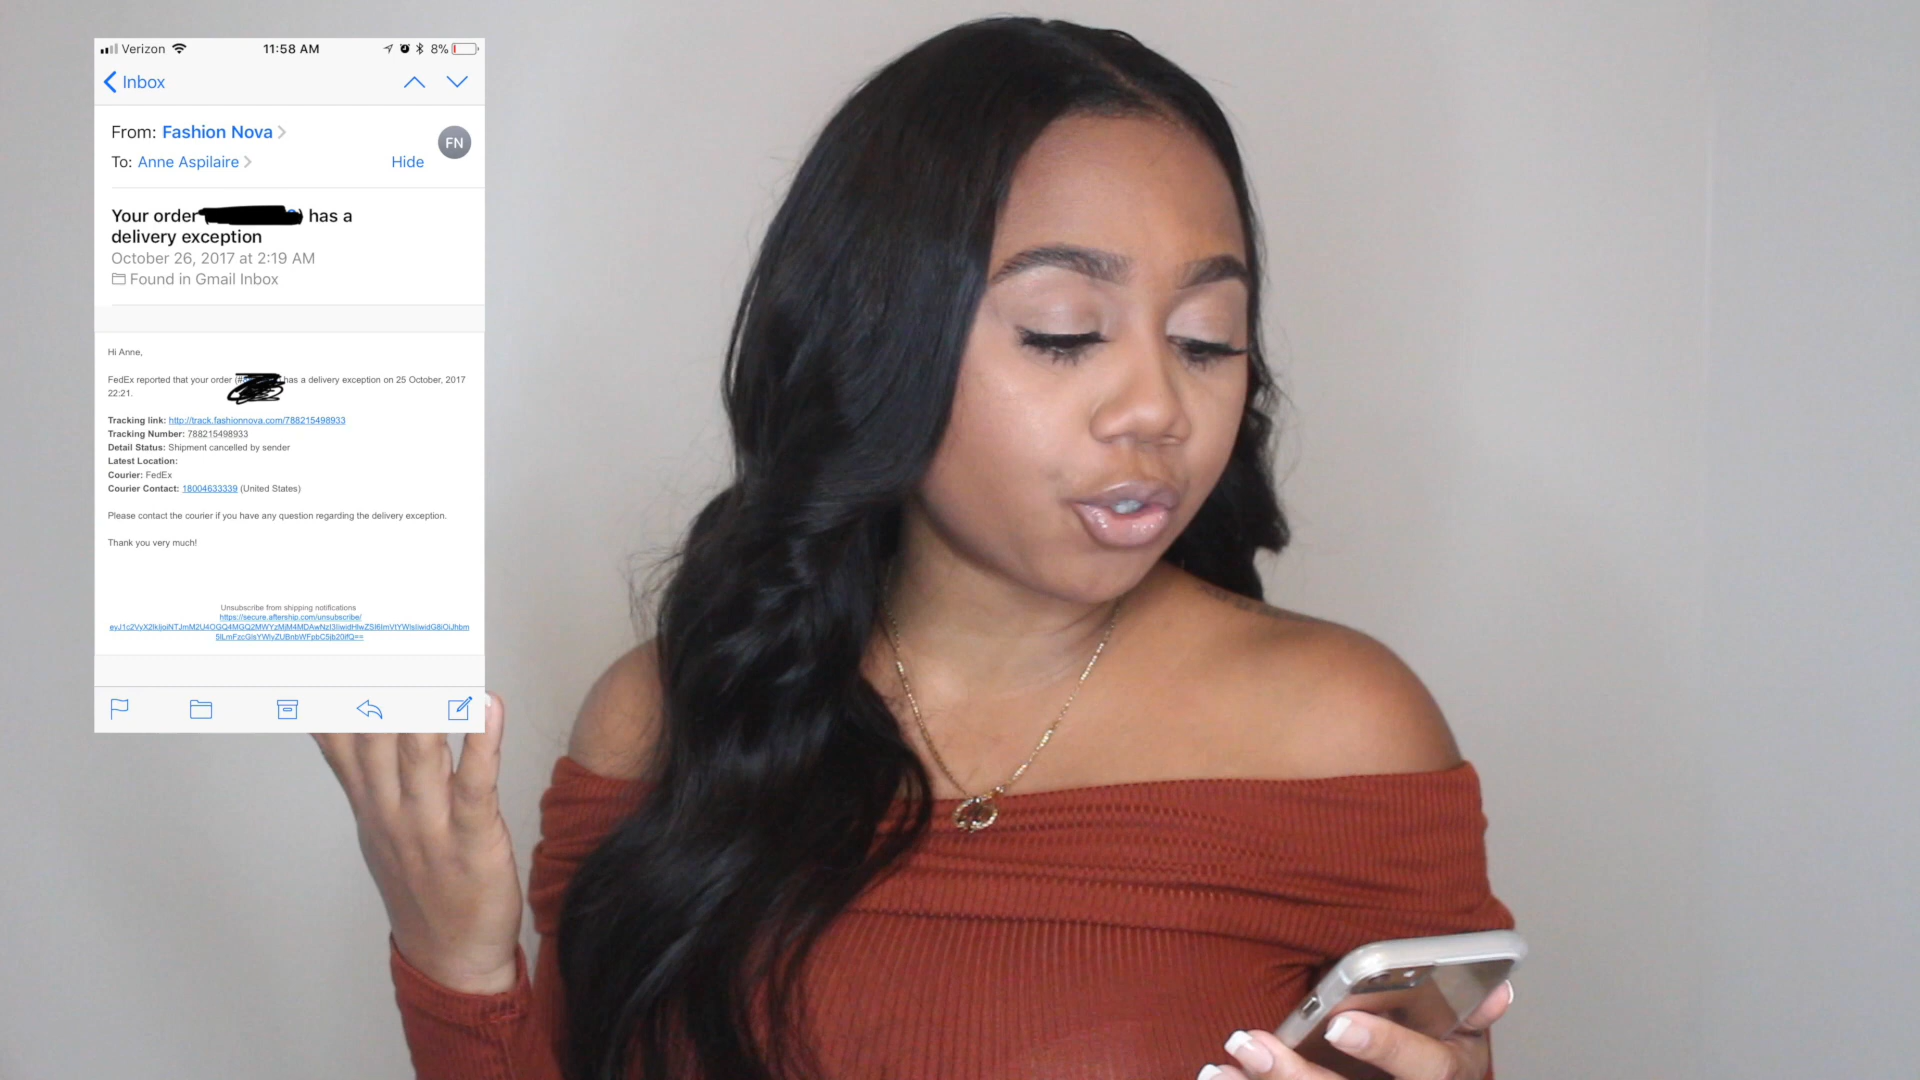 Verizon 11:58 AM 8%
Inbox
From: Fashion Nova
FN
To: Anne Aspilaire Hide
Your order ) has a
delivery exception
October 26, 2017 at 2:19 AM
Found in Gmail Inbox
Hi Anne,
FedEx reported that your order (# has a delivery exception on 25 October, 2017
22:21.
Tracking link: http://track.fashionnova.com/788215498933
Tracking Number: 788215498933
Detail Status: Shipment cancelled by sender
Latest Location:
Courier: FedEx
Courier Contact: 18004633339 (United States)
Please contact the courier if you have any question regarding the delivery exception.
Thank you very much!
Unsubscribe from shipping notifications
https://secure.aftership.com/unsubscribe/